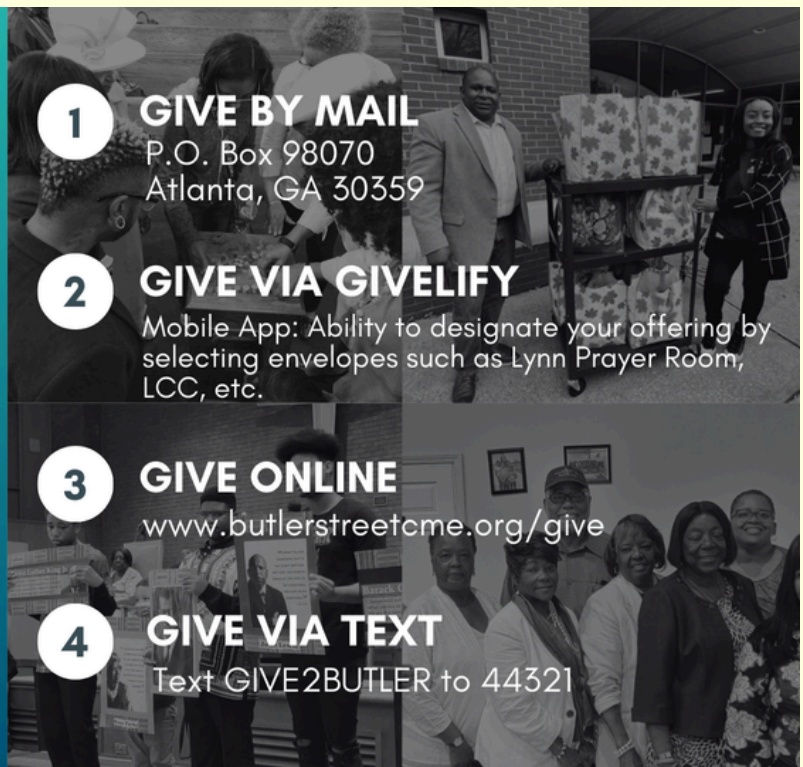 1
GIVE BY MAIL
P.O. Box 98070
Atlanta, GA 30359
2
GIVE VIA GIVELIFY
Mobile App: Ability to designate your offering by
selecting envelopes such as Lynn Prayer Room,
LCC, etc.
3
GIVE ONLINE
www.butlerstreetcme.org/give
4
GIVE VIA TEXT
Text GIVE2BUTLER to 44321